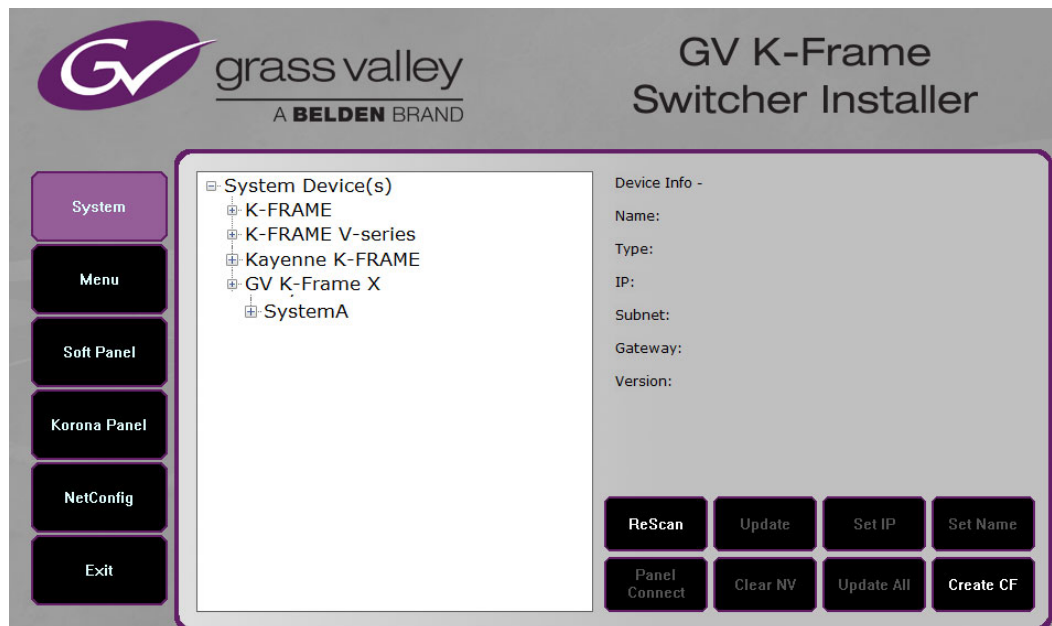 GV
grass valley
A BELDEN BRAND
GV K-Frame
Switcher Installer
System
Menu
Soft Panel
Korona Panel
NetConfig
Exit
System Device(s)
K-FRAME
K-FRAME V-series
Kayenne K-FRAME
GV K-Frame X
SystemA
Device Info -
Name:
Type:
IP:
Subnet:
Gateway:
Version:
ReScan
Update
Set IP
Set Name
Panel
Connect
Clear NV
Update All
Create CF